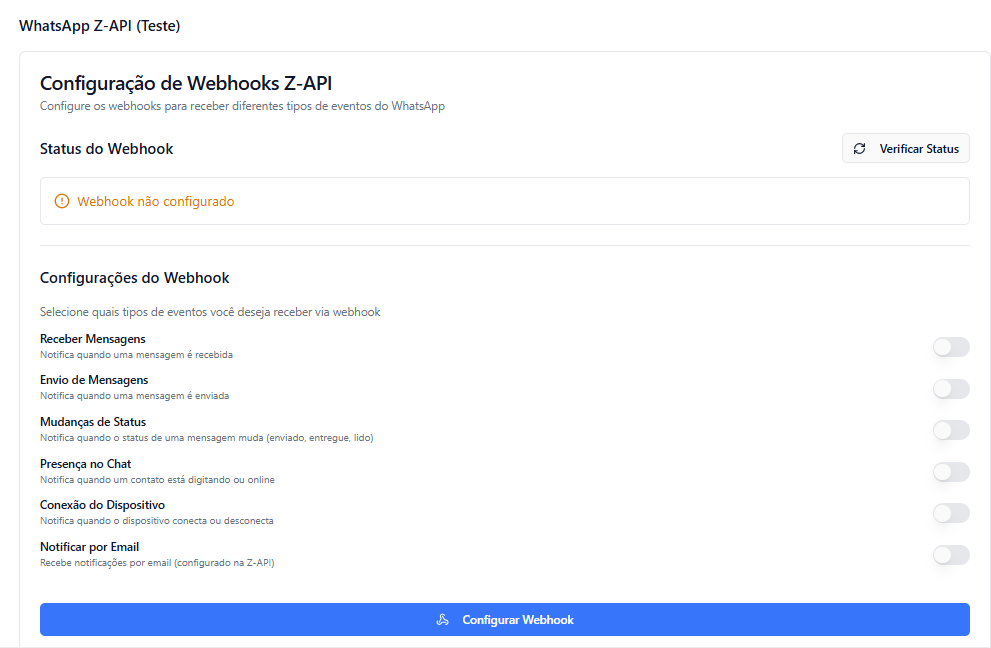 WhatsApp Z-API (Teste)
Configuração de Webhooks Z-API
Configure os webhooks para receber diferentes tipos de eventos do WhatsApp
Status do Webhook
Verificar Status
Webhook não configurado
Configurações do Webhook
Selecione quais tipos de eventos você deseja receber via webhook
Receber Mensagens
Notifica quando uma mensagem é recebida
Envio de Mensagens
Notifica quando uma mensagem é enviada
Mudanças de Status
Notifica quando o status de uma mensagem muda (enviado, entregue, lido)
Presença no Chat
Notifica quando um contato está digitando ou online
Conexão do Dispositivo
Notifica quando o dispositivo conecta ou desconecta
Notificar por Email
Recebe notificações por email (configurado na Z-API)
Configurar Webhook